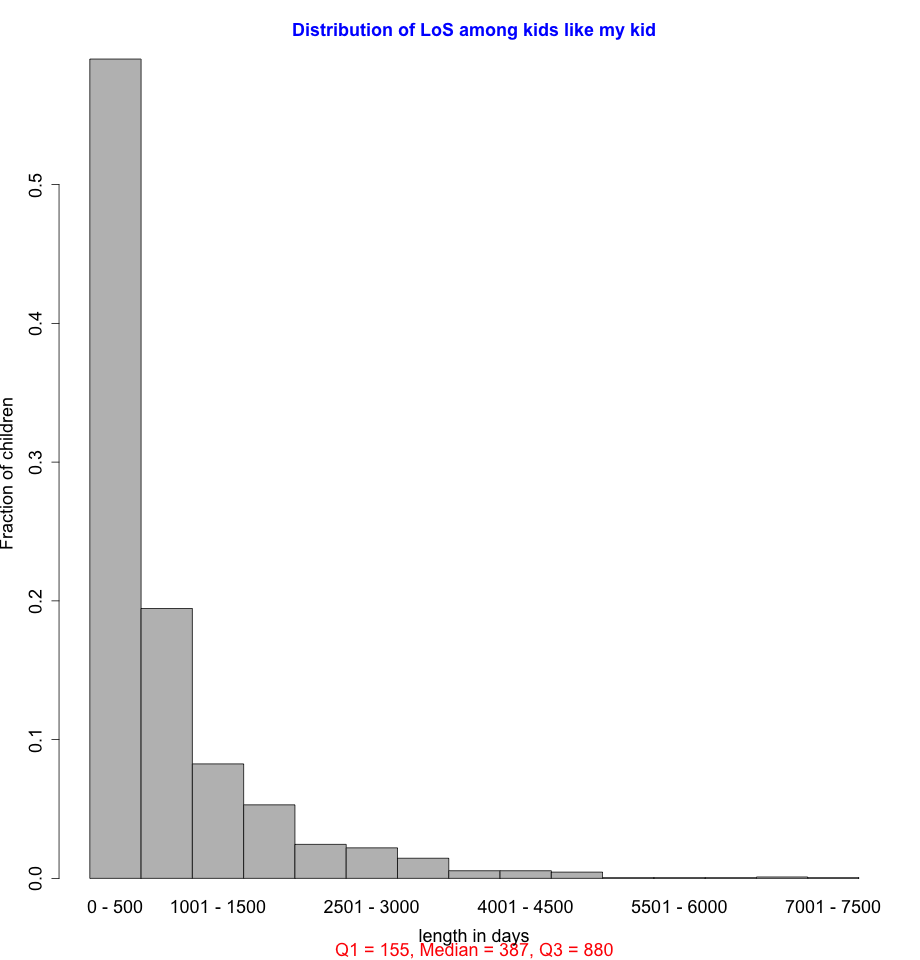 Distribution of LoS among kids like my kid
Fraction of children
0.5
0.4
0.3
0.2
0.1
0.0
0 - 500 1001 - 1500 2501 - 3000 4001 - 4500 5501 - 6000 7001 - 7500
length in days
Q1 = 155, Median = 387, Q3 = 880